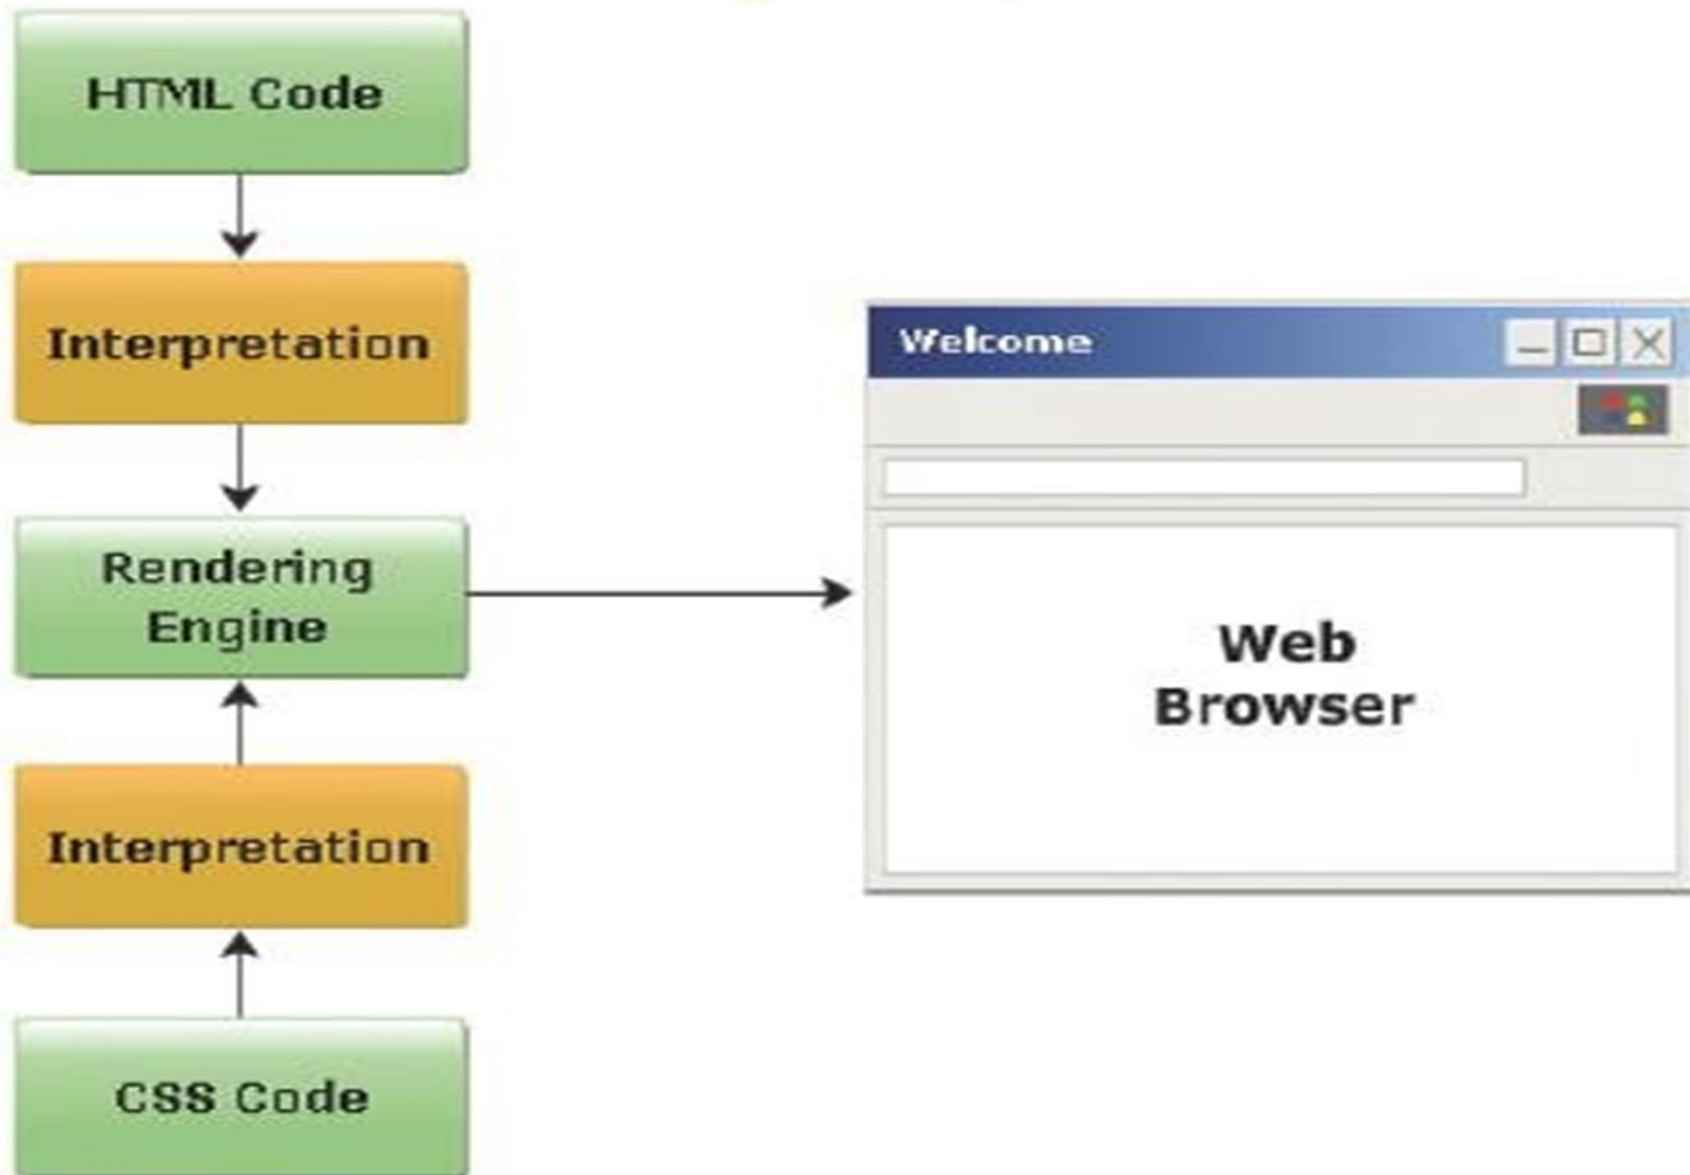 HTML Code
Interpretation
Rendering
Engine
Interpretation
CSS Code
Welcome
Web
Browser